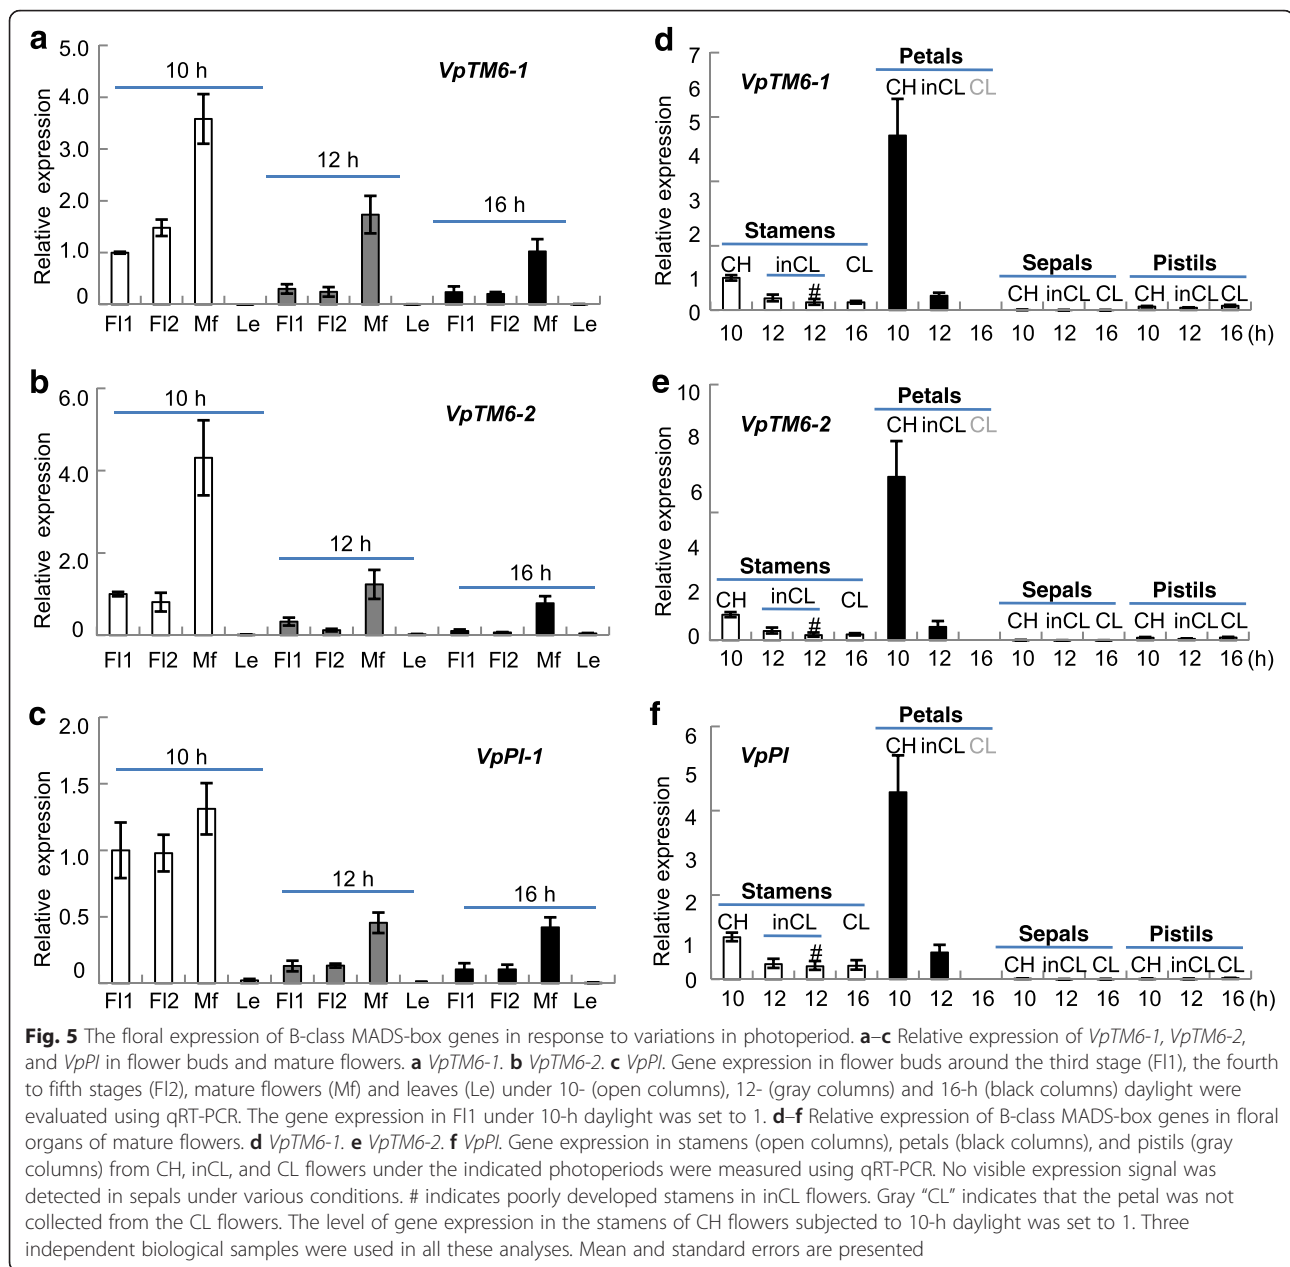 a
5.0
4.0
3.0
2.0
1.0
0
Relative expression
VpTM6-1
10 h
12 h
16 h
Fl1 Fl2 Mf Le Fl1 Fl2 Mf Le Fl1 Fl2 Mf Le
b
6.0
4.0
2.0
0
Relative expression
VpTM6-2
10 h
12 h
16 h
Fl1 Fl2 Mf Le Fl1 Fl2 Mf Le Fl1 Fl2 Mf Le
c
2.0
1.5
1.0
0.5
0
Relative expression
VpPI-1
10 h
12 h
16 h
Fl1 Fl2 Mf Le Fl1 Fl2 Mf Le Fl1 Fl2 Mf Le
d
7
6
5
4
3
2
1
0
Relative expression
VpTM6-1
Petals
CH inCL CL
Stamens
CH inCL CL
#
Sepals
CH inCL CL
Pistils
CH inCL CL
10 12 12 16 10 12 16 10 12 16 10 12 16 (h)
e
10
8
6
4
2
0
Relative expression
VpTM6-2
Petals
CH inCL CL
Stamens
CH inCL CL
#
Sepals
CH inCL CL
Pistils
CH inCL CL
10 12 12 16 10 12 16 10 12 16 10 12 16 (h)
f
6
5
4
3
2
1
0
Relative expression
VpPI
Petals
CH inCL CL
Stamens
CH inCL CL
#
Sepals
CH inCL CL
Pistils
CH inCL CL
10 12 12 16 10 12 16 10 12 16 10 12 16 (h)
Fig. 5 The floral expression of B-class MADS-box genes in response to variations in photoperiod. a–c Relative expression of VpTM6-1, VpTM6-2,
and VpPI in flower buds and mature flowers. a VpTM6-1. b VpTM6-2. c VpPI. Gene expression in flower buds around the third stage (Fl1), the fourth
to fifth stages (Fl2), mature flowers (Mf) and leaves (Le) under 10- (open columns), 12- (gray columns) and 16-h (black columns) daylight were
evaluated using qRT-PCR. The gene expression in Fl1 under 10-h daylight was set to 1. d–f Relative expression of B-class MADS-box genes in floral
organs of mature flowers. d VpTM6-1. e VpTM6-2. f VpPI. Gene expression in stamens (open columns), petals (black columns), and pistils (gray
columns) from CH, inCL, and CL flowers under the indicated photoperiods were measured using qRT-PCR. No visible expression signal was
detected in sepals under various conditions. # indicates poorly developed stamens in inCL flowers. Gray “CL” indicates that the petal was not
collected from the CL flowers. The level of gene expression in the stamens of CH flowers subjected to 10-h daylight was set to 1. Three
independent biological samples were used in all these analyses. Mean and standard errors are presented